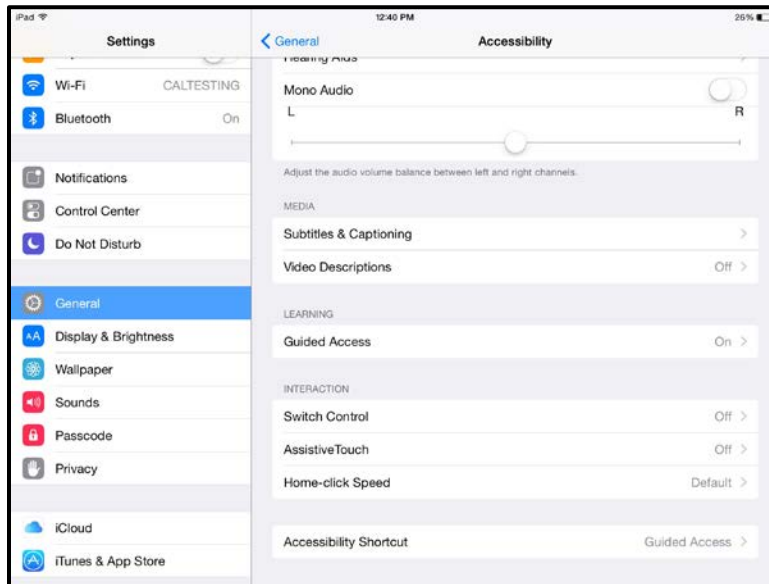 iPad 12:40 PM 26%
Settings
Wi-Fi CALTESTING
Bluetooth On
Notifications
Control Center
Do Not Disturb
General
Display & Brightness
Wallpaper
Sounds
Passcode
Privacy
iCloud
iTunes & App Store
General Accessibility
Hearing Aids
Mono Audio
L R
Adjust the audio volume balance between left and right channels.
MEDIA
Subtitles & Captioning
Video Descriptions Off
LEARNING
Guided Access On
INTERACTION
Switch Control Off
AssistiveTouch Off
Home-click Speed Default
Accessibility Shortcut Guided Access